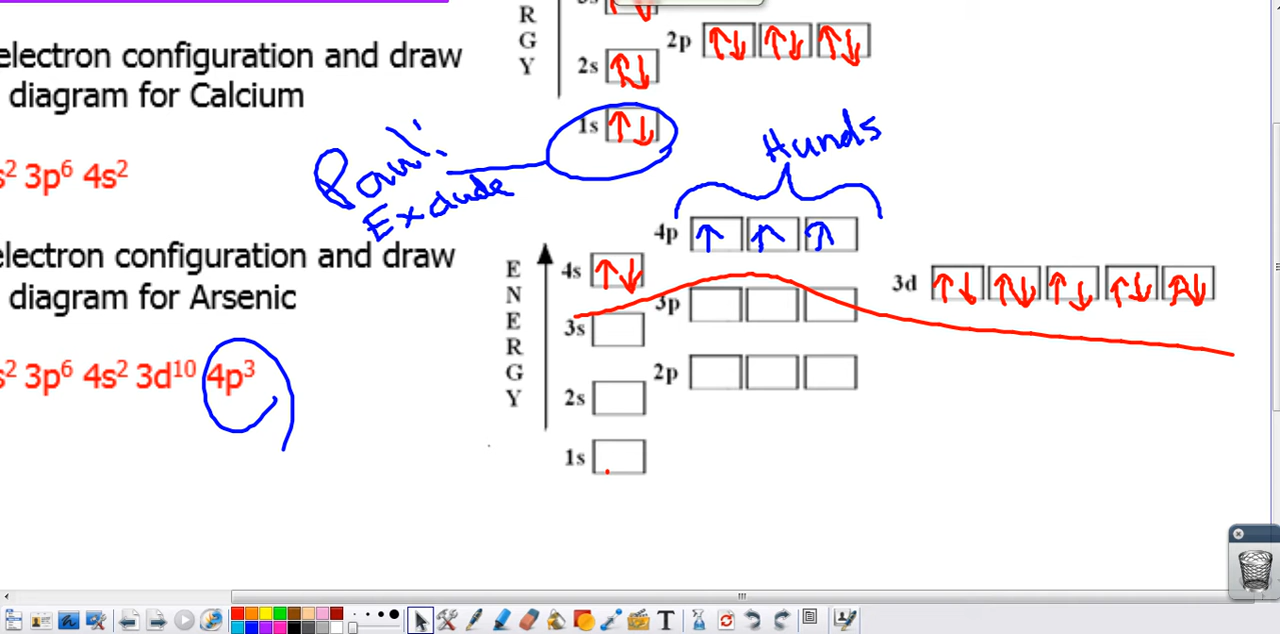 R
G
Y
2p ↑↓ ↑↓ ↑↓
2s ↑↓
1s ↑↓
electron configuration and draw
diagram for Calcium
s² 3p⁶ 4s²
Pauli
Exclude
Hunds
electron configuration and draw
diagram for Arsenic
s² 3p⁶ 4s² 3d¹⁰ 4p³
E
N
E
R
G
Y
4p ↑ ↑ ↑
4s ↑↓
3d ↑↓ ↑↓ ↑↓ ↑↓ ↑↓
3p
3s
2p
2s
1s
T